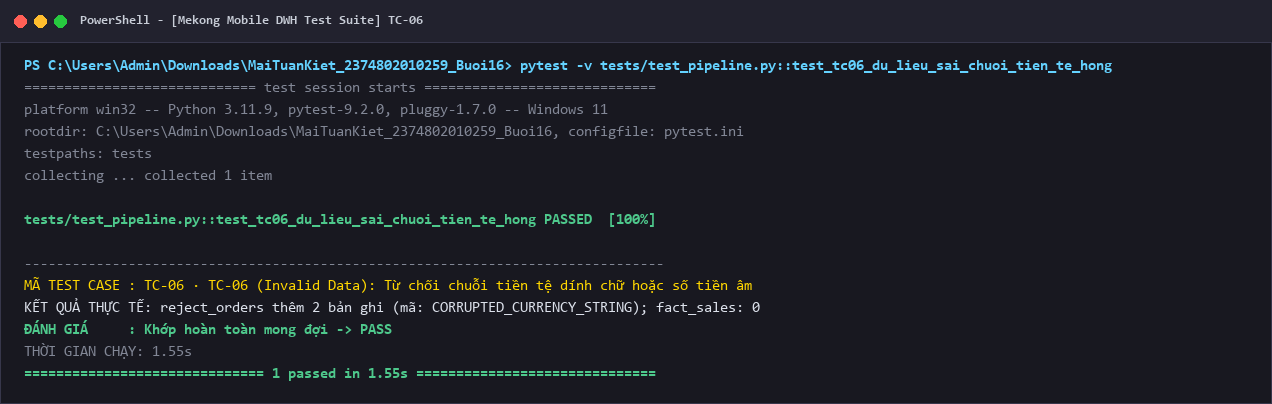 PowerShell - [Mekong Mobile DWH Test Suite] TC-06
PS C:\Users\Admin\Downloads\MaiTuanKiet_2374802010259_Buoi16> pytest -v tests/test_pipeline.py::test_tc06_du_lieu_sai_chuoi_tien_te_hong
============================= test session starts =============================
platform win32 -- Python 3.11.9, pytest-9.2.0, pluggy-1.7.0 -- Windows 11
rootdir: C:\Users\Admin\Downloads\MaiTuanKiet_2374802010259_Buoi16, configfile: pytest.ini
testpaths: tests
collecting ... collected 1 item
tests/test_pipeline.py::test_tc06_du_lieu_sai_chuoi_tien_te_hong PASSED  [100%]
--------------------------------------------------------------------------------
MÃ TEST CASE : TC-06 · TC-06 (Invalid Data): Từ chối chuỗi tiền tệ dính chữ hoặc số tiền âm
KẾT QUẢ THỰC TẾ: reject_orders thêm 2 bản ghi (mã: CORRUPTED_CURRENCY_STRING); fact_sales: 0
ĐÁNH GIÁ     : Khớp hoàn toàn mong đợi -> PASS
THỜI GIAN CHẠY: 1.55s
============================== 1 passed in 1.55s ==============================